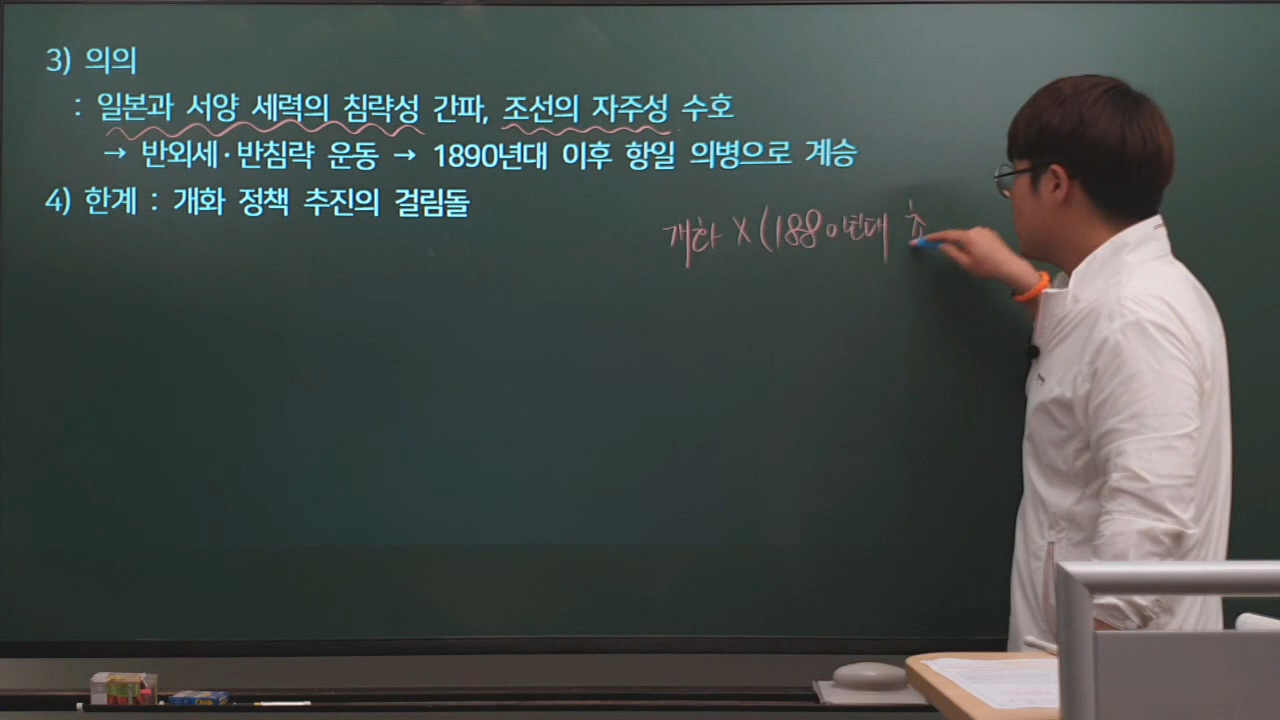 3) 의의
: 일본과 서양 세력의 침략성 간파, 조선의 자주성 수호
→ 반외세·반침략 운동 → 1890년대 이후 항일 의병으로 계승
4) 한계 : 개화 정책 추진의 걸림돌
개화 X (1880년대 초